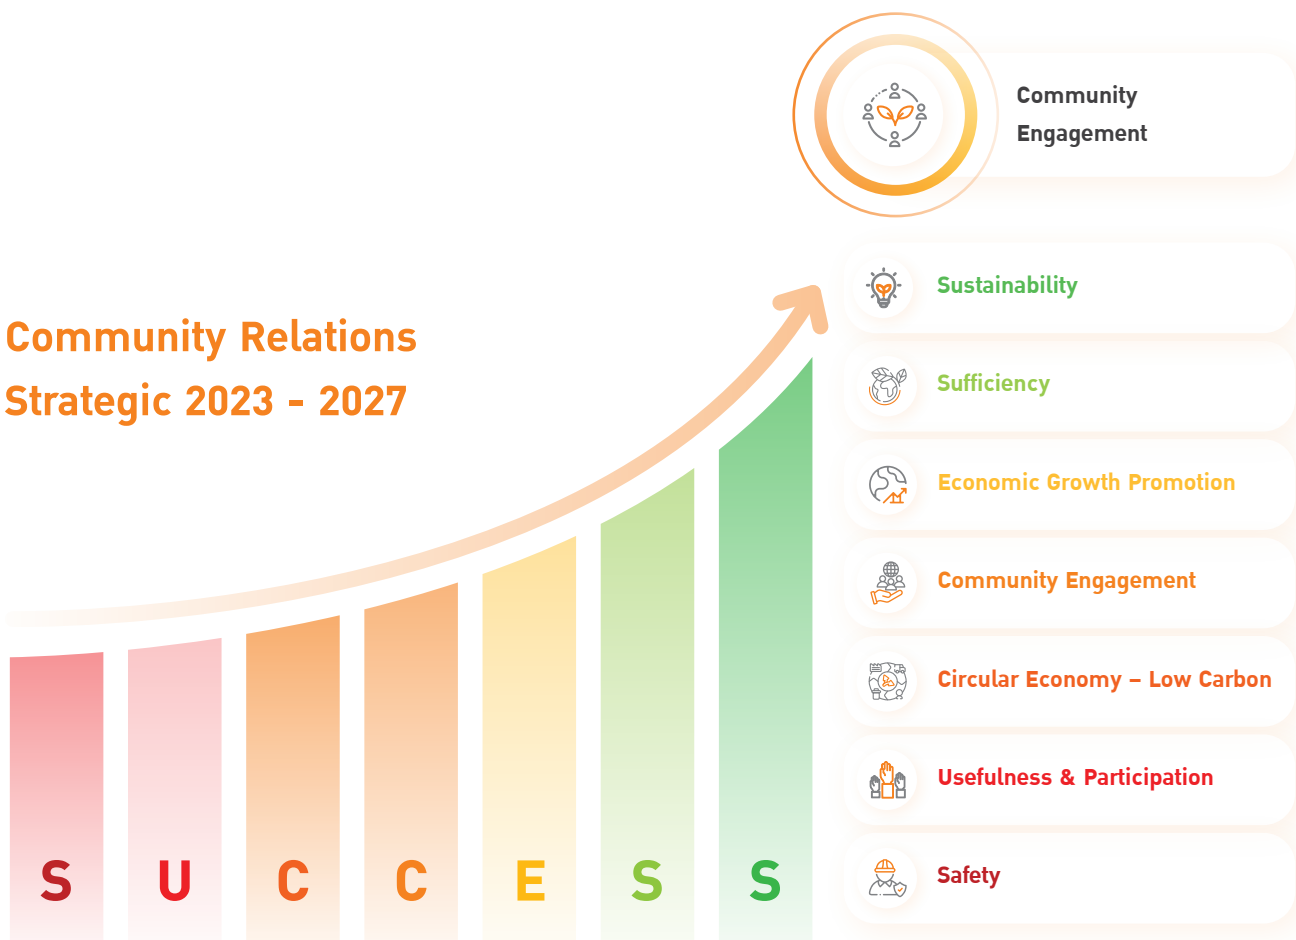 Community
Engagement
Community Relations
Strategic 2023 - 2027
Sustainability
Sufficiency
Economic Growth Promotion
Community Engagement
Circular Economy – Low Carbon
Usefulness & Participation
Safety
S U C C E S S